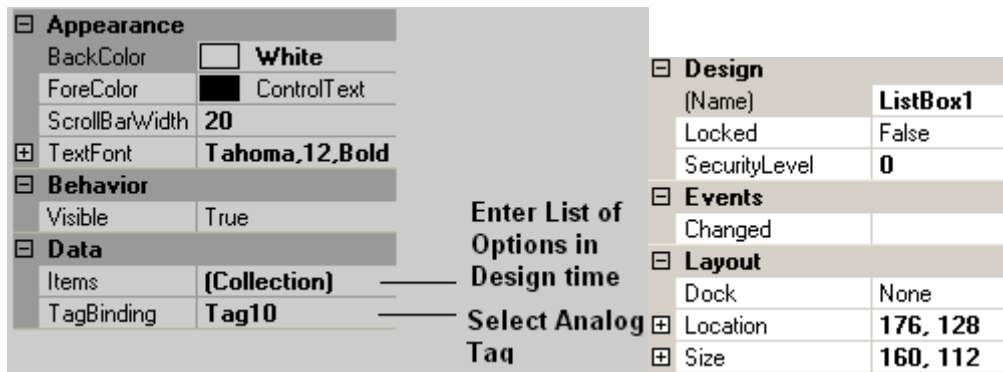 Appearance
BackColor White
ForeColor ControlText
ScrollBarWidth 20
TextFont Tahoma,12,Bold
Behavior
Visible True
Data
Items (Collection)
TagBinding Tag10
Enter List of
Options in
Design time
Select Analog
Tag
Design
(Name) ListBox1
Locked False
SecurityLevel 0
Events
Changed
Layout
Dock None
Location 176, 128
Size 160, 112